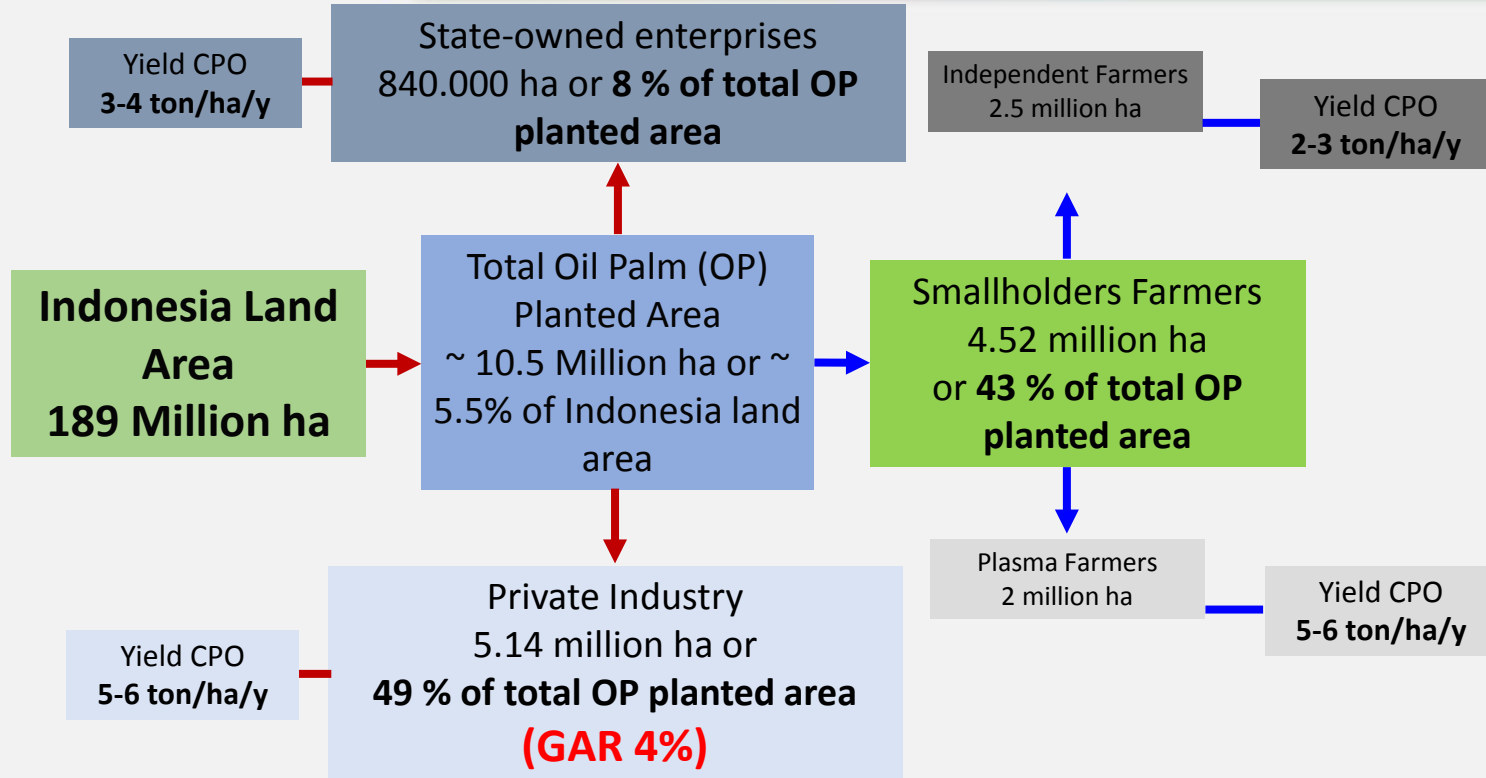 State-owned enterprises
840.000 ha or 8 % of total OP
planted area
Yield CPO
3-4 ton/ha/y
Independent Farmers
2.5 million ha
Yield CPO
2-3 ton/ha/y
Indonesia Land
Area
189 Million ha
Total Oil Palm (OP)
Planted Area
~ 10.5 Million ha or ~
5.5% of Indonesia land
area
Smallholders Farmers
4.52 million ha
or 43 % of total OP
planted area
Plasma Farmers
2 million ha
Yield CPO
5-6 ton/ha/y
Private Industry
5.14 million ha or
49 % of total OP planted area
(GAR 4%)
Yield CPO
5-6 ton/ha/y